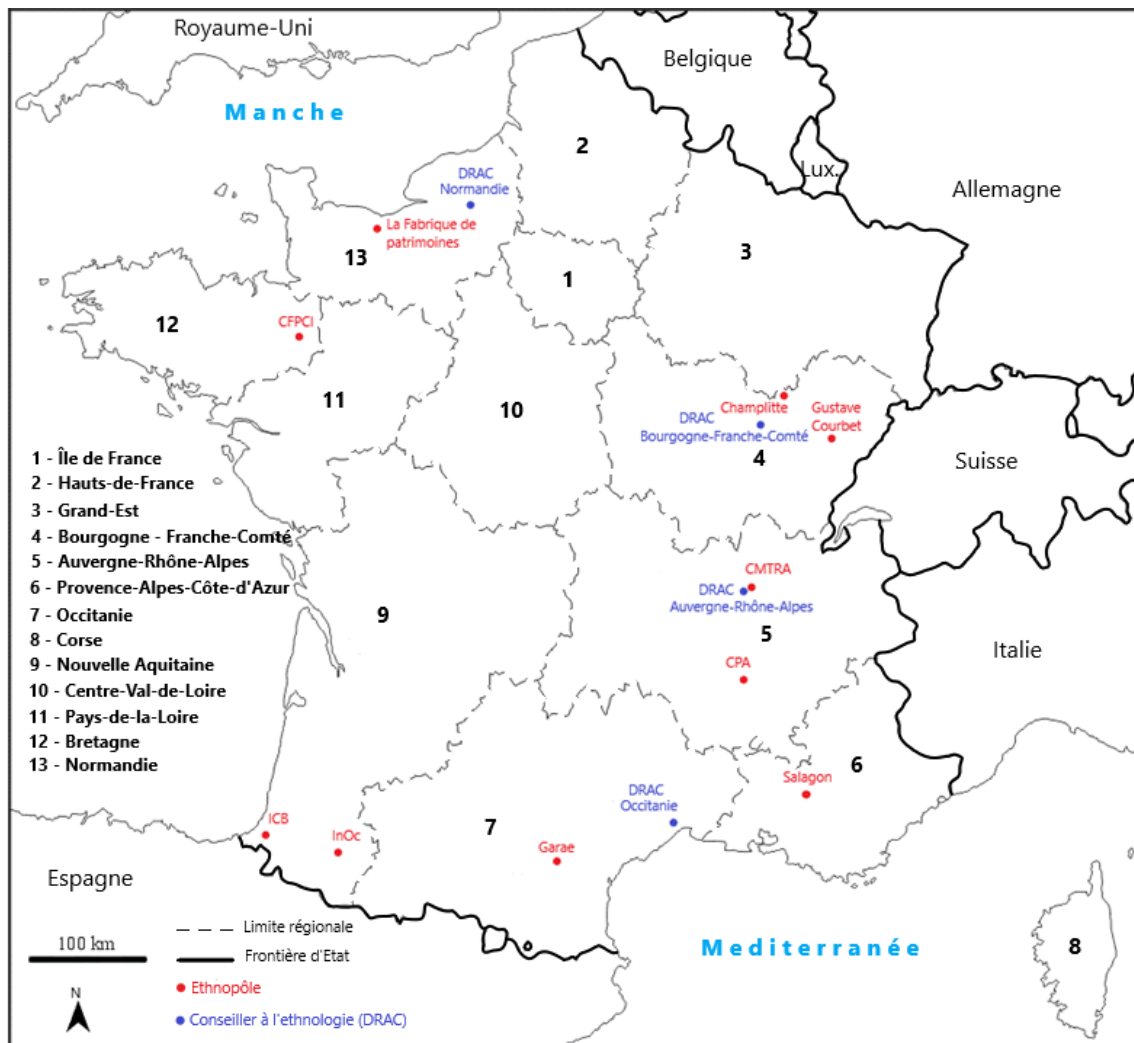 Royaume-Uni
Belgique
Manche
2
DRAC
Normandie
Lux.
Allemagne
La Fabrique de
patrimoines
13
3
1
12
CFPCI
11
10
Champlitte
Gustave
Courbet
DRAC
Bourgogne-Franche-Comté
4
Suisse
1 - Île de France
2 - Hauts-de-France
3 - Grand-Est
4 - Bourgogne - Franche-Comté
5 - Auvergne-Rhône-Alpes
6 - Provence-Alpes-Côte-d'Azur
7 - Occitanie
8 - Corse
9 - Nouvelle Aquitaine
10 - Centre-Val-de-Loire
11 - Pays-de-la-Loire
12 - Bretagne
13 - Normandie
CMTRA
DRAC
Auvergne-Rhône-Alpes
9
5
Italie
CPA
6
Salagon
DRAC
Occitanie
ICB
InOc
7
Garae
Espagne
Limite régionale
100 km
Frontière d'Etat
Mediterranée
8
N
Ethnopôle
Conseiller à l'ethnologie (DRAC)